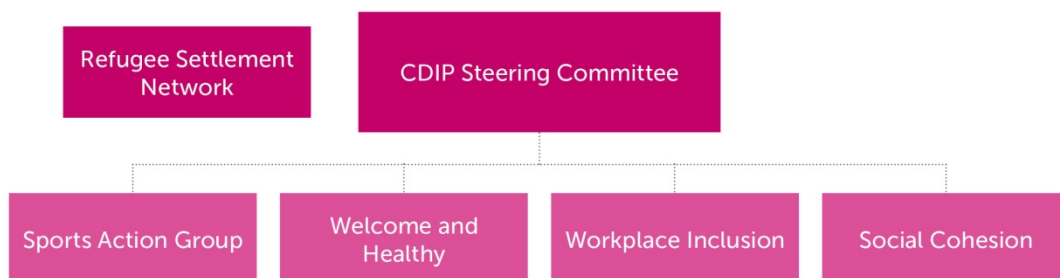 Refugee Settlement
Network
CDIP Steering Committee
Sports Action Group
Welcome and
Healthy
Workplace Inclusion
Social Cohesion